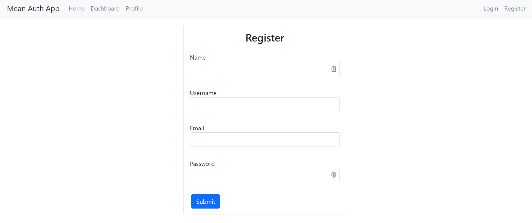 Mean Auth App Home Dashboard Profile Login Register
Register
Name
Username
Email
Password
Submit